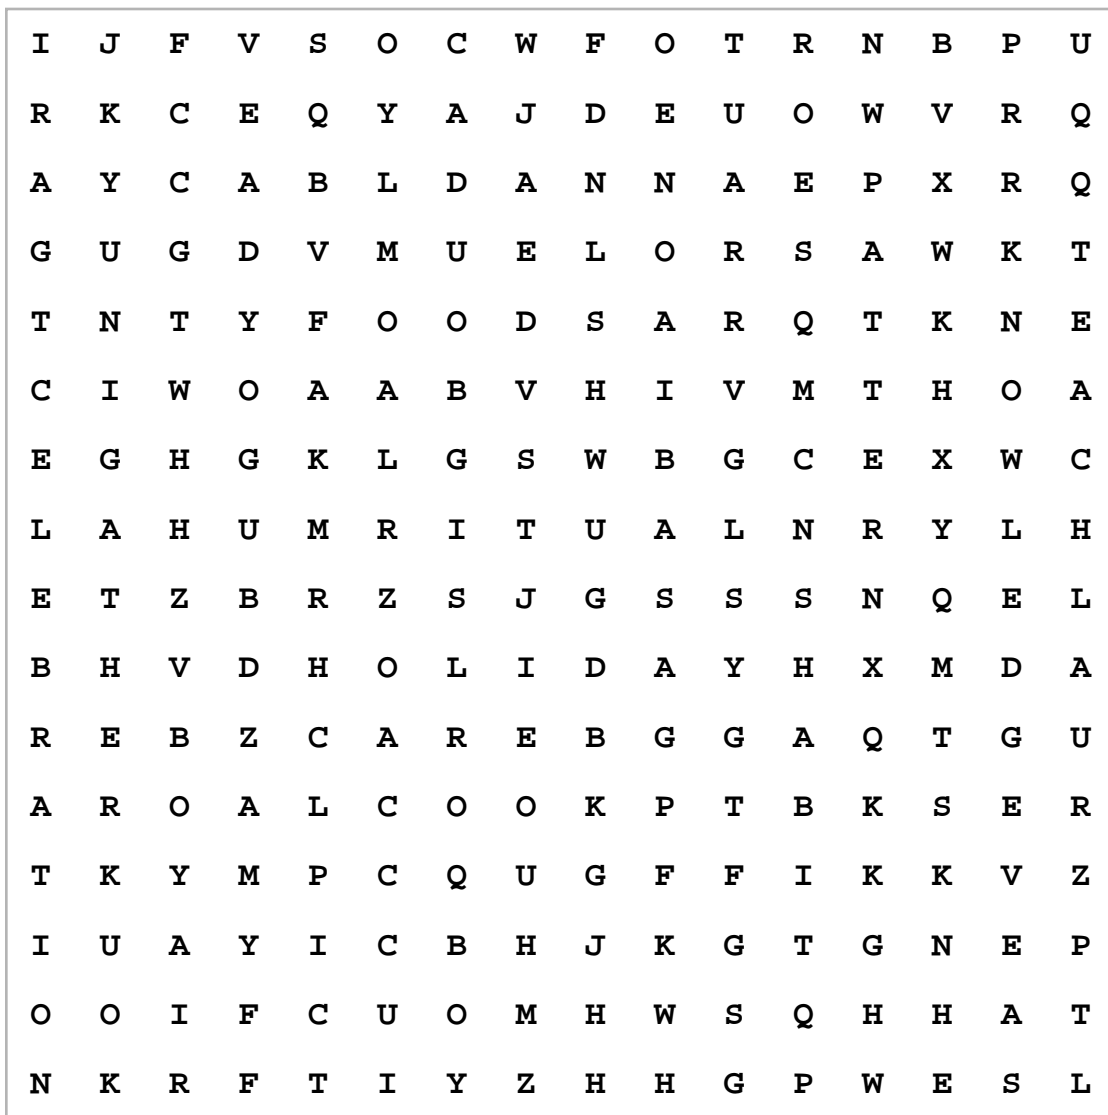 I J F V S O C W F O T R N B P U
R K C E Q Y A J D E U O W V R Q
A Y C A B L D A N N A E P X R Q
G U G D V M U E L O R S A W K T
T N T Y F O O D S A R Q T K N E
C I W O A A B V H I V M T H O A
E G H G K L G S W B G C E X W C
L A H U M R I T U A L N R Y L H
E T Z B R Z S J G S S S N Q E L
B H V D H O L I D A Y H X M D A
R E B Z C A R E B G G A Q T G U
A R O A L C O O K P T B K S E R
T K Y M P C Q U G F F I K K V Z
I U A Y I C B H J K G T G N E P
O O I F C U O M H W S Q H H A T
N K R F T I Y Z H H G P W E S L